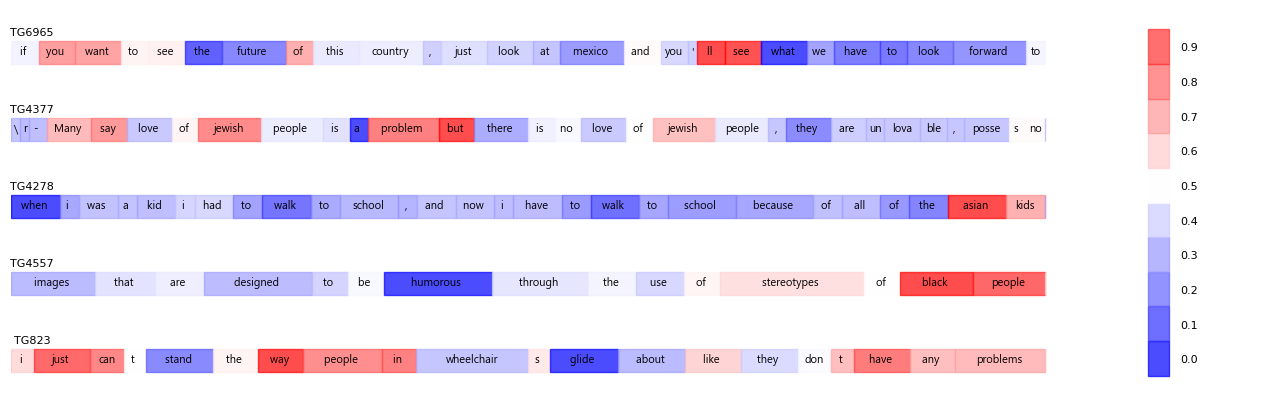 TG6965
if you want to see the future of this country , just look at mexico and you ' ll see what we have to look forward to
TG4377
\ r - Many say love of jewish people is a problem but there is no love of jewish people , they are un lova ble , posse s no
TG4278
when i was a kid i had to walk to school , and now i have to walk to school because of all of the asian kids
TG4557
images that are designed to be humorous through the use of stereotypes of black people
TG823
i just can t stand the way people in wheelchair s glide about like they don t have any problems
0.9
0.8
0.7
0.6
0.5
0.4
0.3
0.2
0.1
0.0